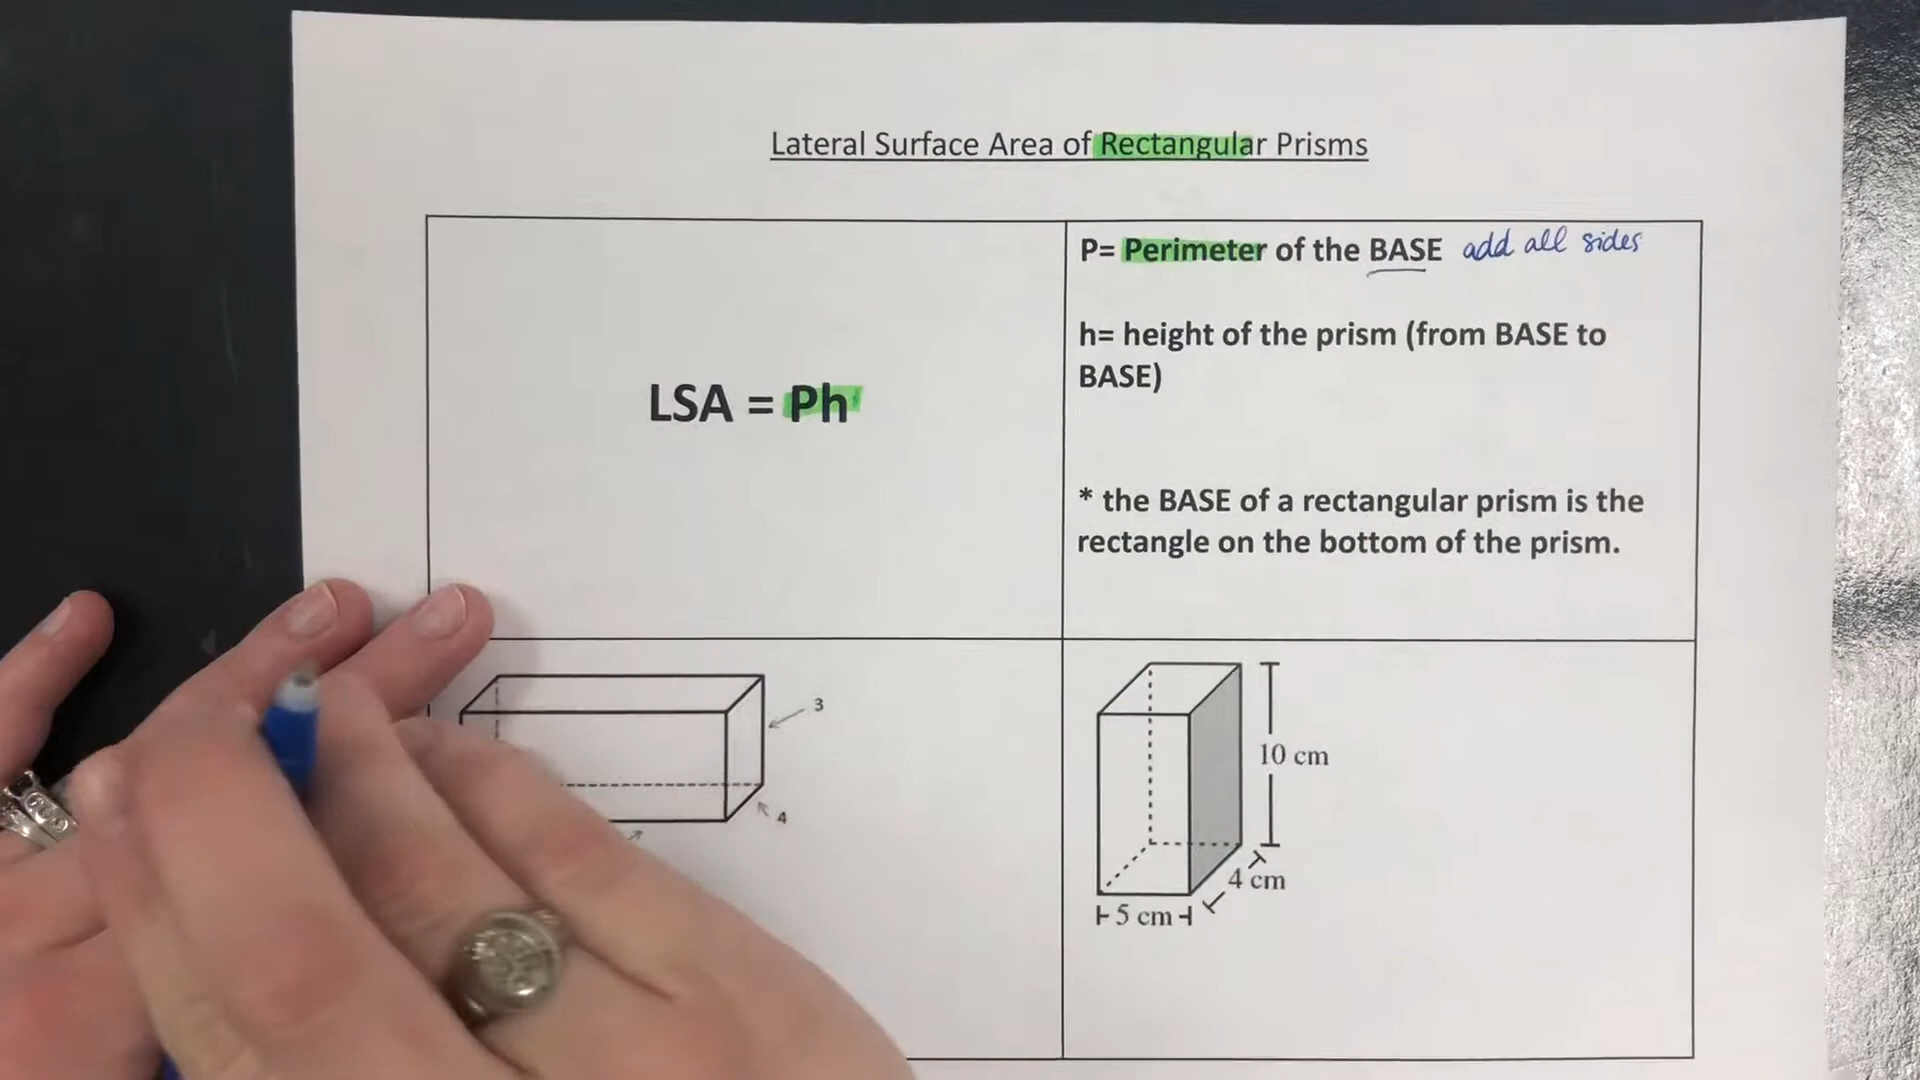 Lateral Surface Area of Rectangular Prisms
P= Perimeter of the BASE add all sides
h= height of the prism (from BASE to
BASE)
LSA = Ph
* the BASE of a rectangular prism is the
rectangle on the bottom of the prism.
3
4
10 cm
4 cm
5 cm